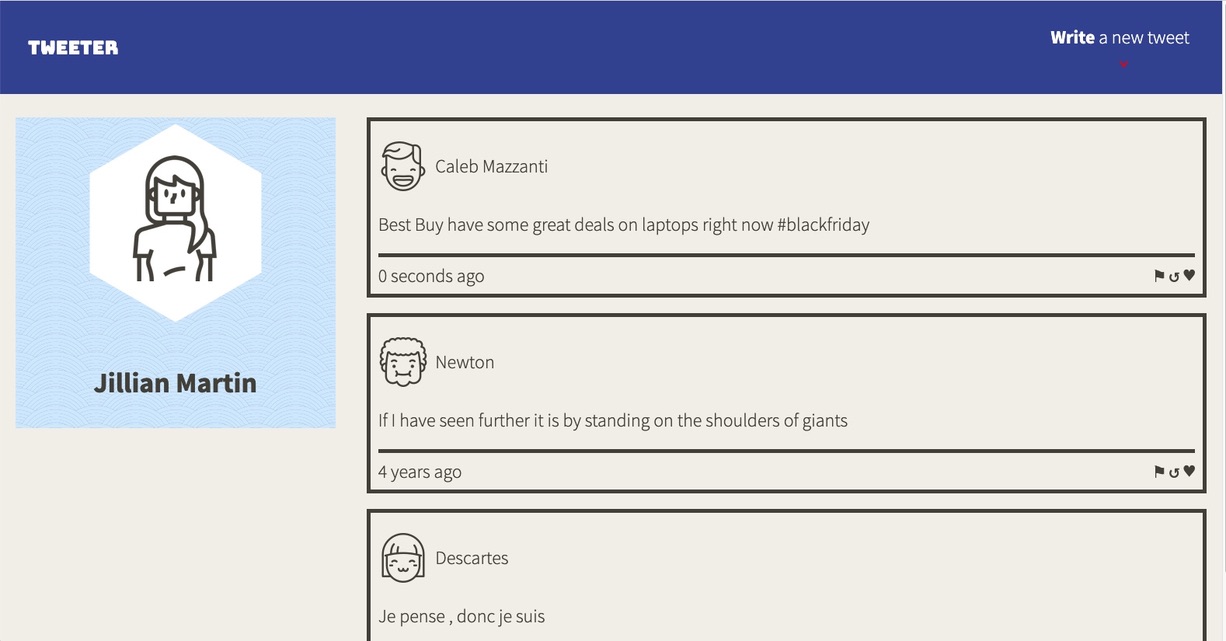 TWEETER
Write a new tweet
Jillian Martin
Caleb Mazzanti
Best Buy have some great deals on laptops right now #blackfriday
0 seconds ago
Newton
If I have seen further it is by standing on the shoulders of giants
4 years ago
Descartes
Je pense , donc je suis